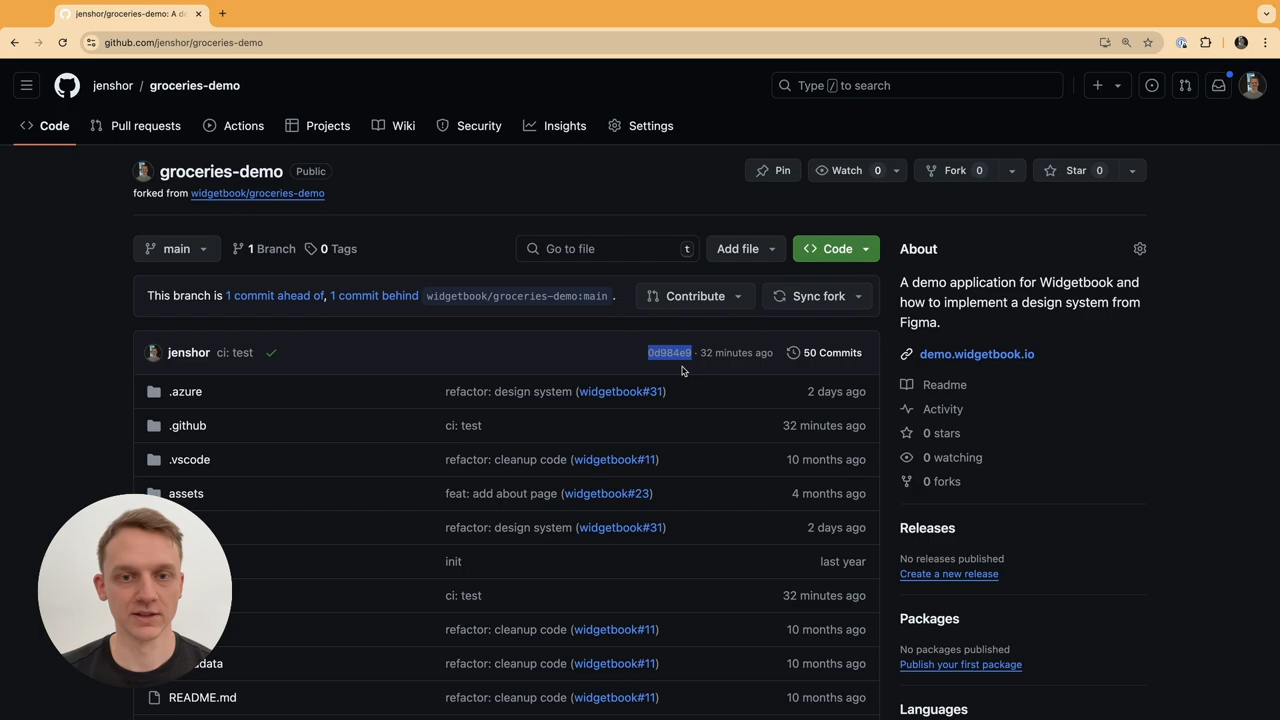 jenshor/groceries-demo: A de
github.com/jenshor/groceries-demo
jenshor / groceries-demo
Type / to search
Code
Pull requests
Actions
Projects
Wiki
Security
Insights
Settings
groceries-demo Public
Pin
Watch 0
Fork 0
Star 0
forked from widgetbook/groceries-demo
main
1 Branch
0 Tags
Go to file t
Add file
Code
This branch is 1 commit ahead of, 1 commit behind widgetbook/groceries-demo:main .
Contribute
Sync fork
jenshor ci: test 0d984e9 · 32 minutes ago 50 Commits
.azure refactor: design system (widgetbook#31) 2 days ago
.github ci: test 32 minutes ago
.vscode refactor: cleanup code (widgetbook#11) 10 months ago
assets feat: add about page (widgetbook#23) 4 months ago
refactor: design system (widgetbook#31) 2 days ago
init last year
ci: test 32 minutes ago
refactor: cleanup code (widgetbook#11) 10 months ago
refactor: cleanup code (widgetbook#11) 10 months ago
README.md refactor: cleanup code (widgetbook#11) 10 months ago
About
A demo application for Widgetbook and
how to implement a design system from
Figma.
demo.widgetbook.io
Readme
Activity
0 stars
0 watching
0 forks
Releases
No releases published
Create a new release
Packages
No packages published
Publish your first package
Languages